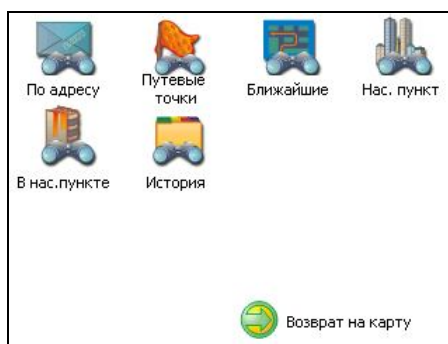 По адресу
Путевые
точки
Ближайшие
Нас. пункт
В нас.пункте
История
Возврат на карту